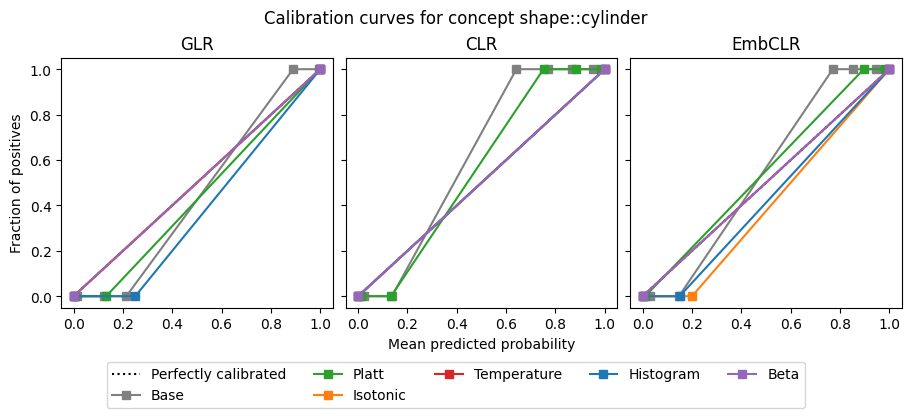 Calibration curves for concept shape::cylinder
GLR
CLR
EmbCLR
Fraction of positives
1.0
0.8
0.6
0.4
0.2
0.0
0.0 0.2 0.4 0.6 0.8 1.0
0.0 0.2 0.4 0.6 0.8 1.0
0.0 0.2 0.4 0.6 0.8 1.0
Mean predicted probability
Perfectly calibrated
Base
Platt
Isotonic
Temperature
Histogram
Beta